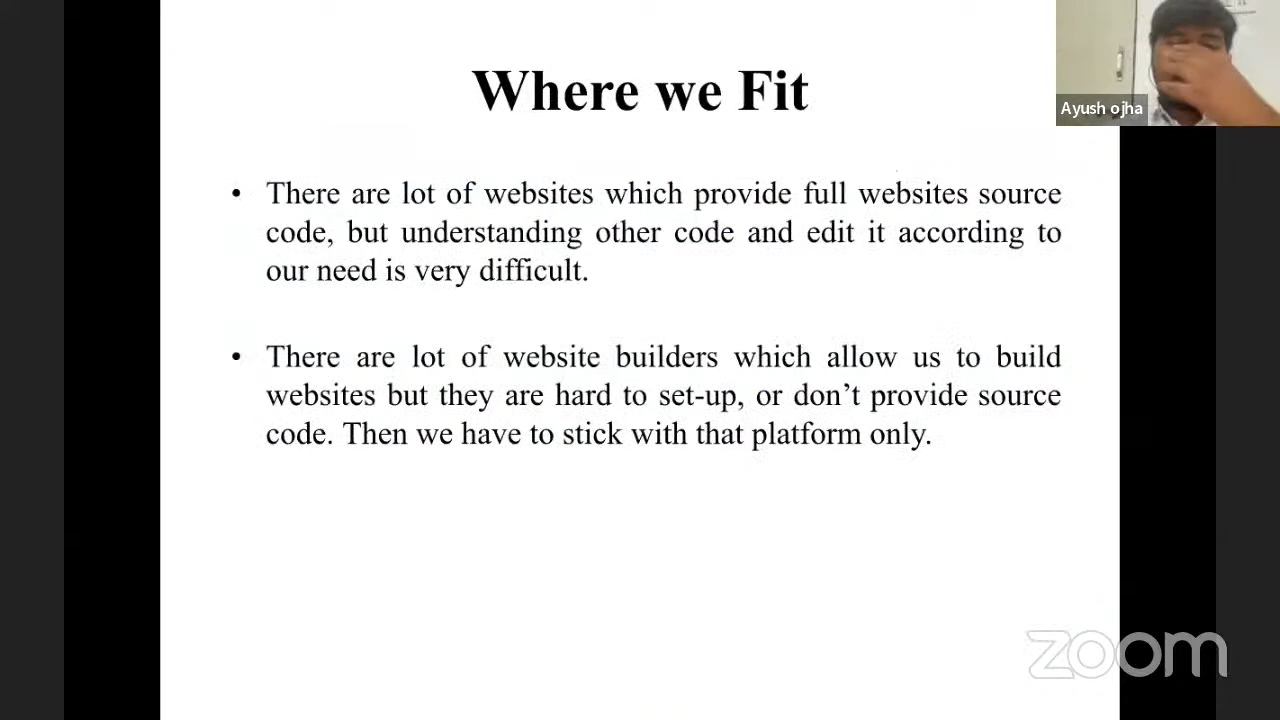 Where we Fit
Ayush ojha
• There are lot of websites which provide full websites source
code, but understanding other code and edit it according to
our need is very difficult.
• There are lot of website builders which allow us to build
websites but they are hard to set-up, or don’t provide source
code. Then we have to stick with that platform only.
zoom